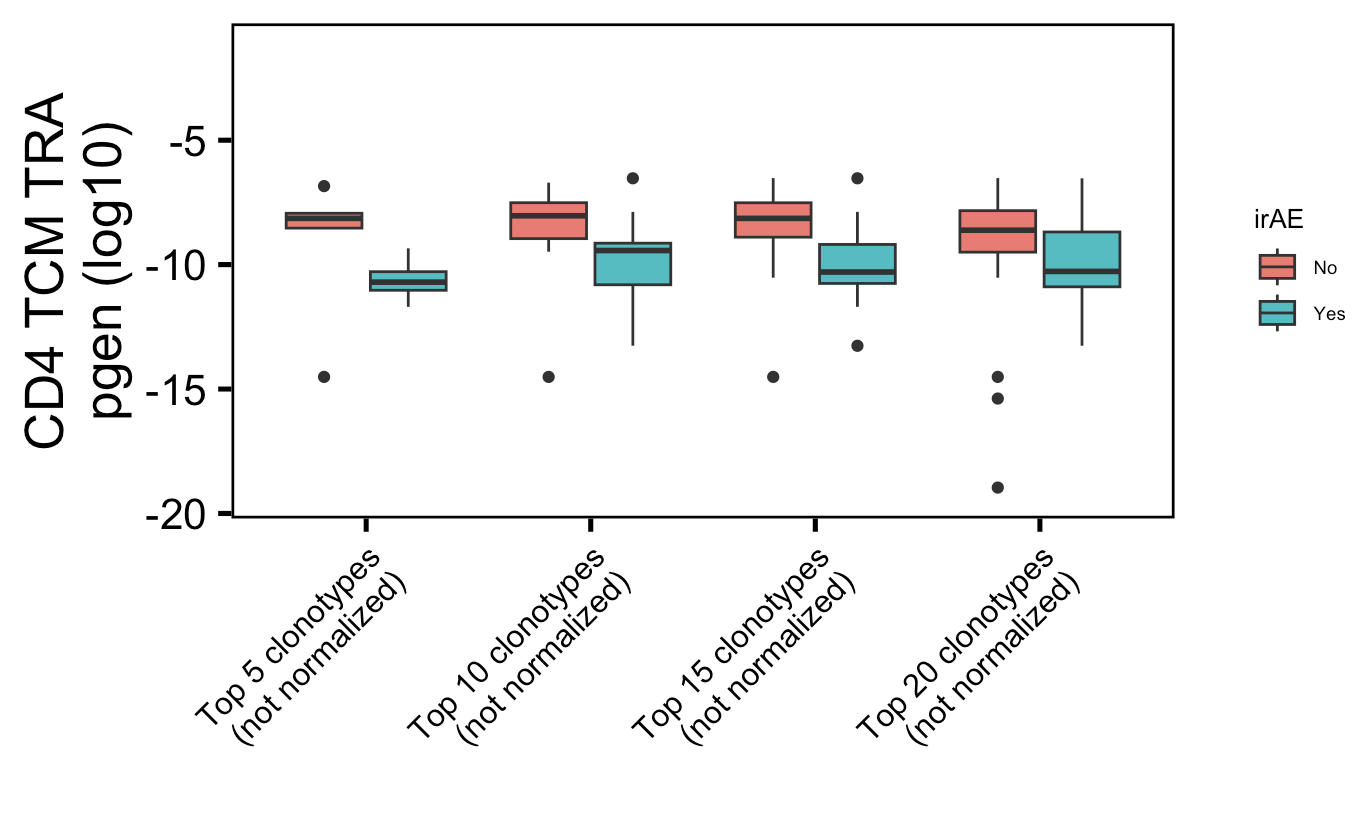 CD4 TCM TRA
pgen (log10)
-5
-10
-15
-20
Top 5 clonotypes
(not normalized)
Top 10 clonotypes
(not normalized)
Top 15 clonotypes
(not normalized)
Top 20 clonotypes
(not normalized)
irAE
No
Yes